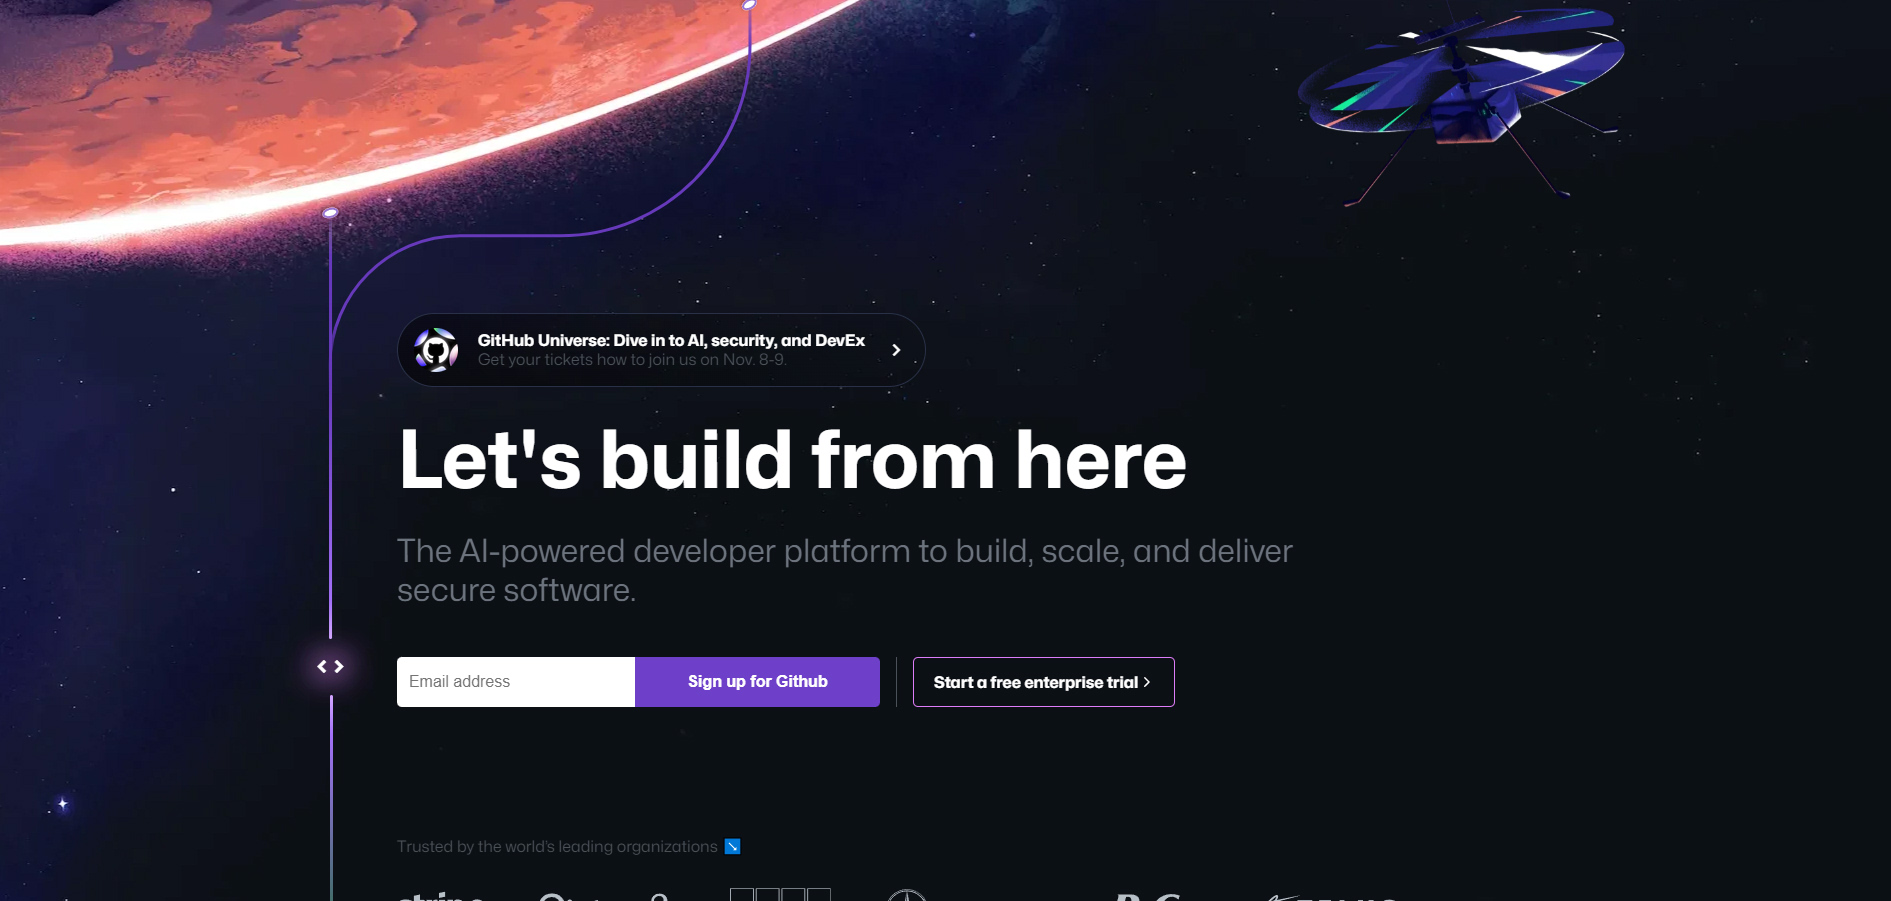 GitHub Universe: Dive in to AI, security, and DevEx
Get your tickets how to join us on Nov. 8-9.
Let's build from here
The AI-powered developer platform to build, scale, and deliver
secure software.
Email address
Sign up for Github
Start a free enterprise trial
Trusted by the world's leading organizations
stripe